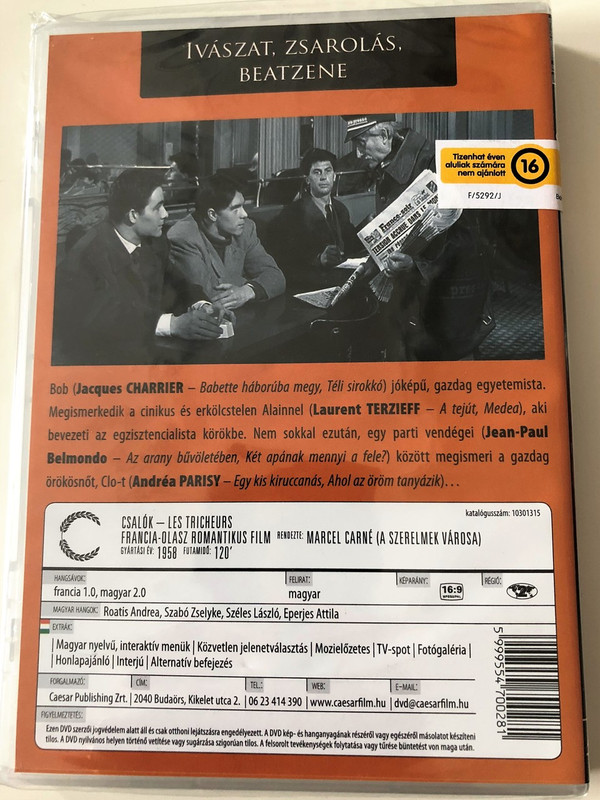 IVÁSZAT, ZSAROLÁS,
BEATZENE
Tizenhat éven
aluliak számára
nem ajánlott
16
F/5292/J
France-soir
Bob (Jacques CHARRIER – Babette háborúba megy, Téli sirokkó) jóképű, gazdag egyetemista.
Megismerkedik a cinikus és erkölcstelen Alainnel (Laurent TERZIEFF – A tejút, Medea), aki
bevezeti az egzisztencialista körökbe. Nem sokkal ezután, egy parti vendégei (Jean-Paul
Belmondo – Az arany bűvöletében, Két apának mennyi a fele?) között megismeri a gazdag
örökösnőt, Clo-t (Andréa PARISY – Egy kis kiruccanás, Ahol az öröm tanyázik)…
katalógusszám: 10301315
CSALÓK – LES TRICHEURS
FRANCIA-OLASZ ROMANTIKUS FILM RENDEZTE: MARCEL CARNÉ (A SZERELMEK VÁROSA)
GYÁRTÁSI ÉV: 1958 FUTAMIDŐ: 120'
HANGSÁVOK: FELIRAT: KÉPARÁNY: RÉGIÓ:
francia 1.0, magyar 2.0 magyar 16:9 2
MAGYAR HANGOK: Roatis Andrea, Szabó Zselyke, Széles László, Eperjes Attila
EXTRÁK:
| Magyar nyelvű, interaktív menük | Közvetlen jelenetválasztás | Mozielőzetes | TV-spot | Fotógaléria |
| Honlapajánló | Interjú | Alternatív befejezés
FORGALMAZÓ: CÍM: TEL.: WEB: E-MAIL:
Caesar Publishing Zrt. 2040 Budaörs, Kikelet utca 2. 06 23 414 390 www.caesarfilm.hu dvd@caesarfilm.hu
FIGYELMEZTETÉS:
Ezen DVD szerzői jogvédelem alatt áll és csak otthoni lejátszásra engedélyezett. A DVD kép- és hanganyagának részéről vagy egészéről másolatot készíteni
tilos. A DVD nyilvános helyen történő vetítése vagy sugárzása szigorúan tilos. A felsorolt tevékenységek folytatása vagy tűrése büntetést von maga után.
5 999554 700281